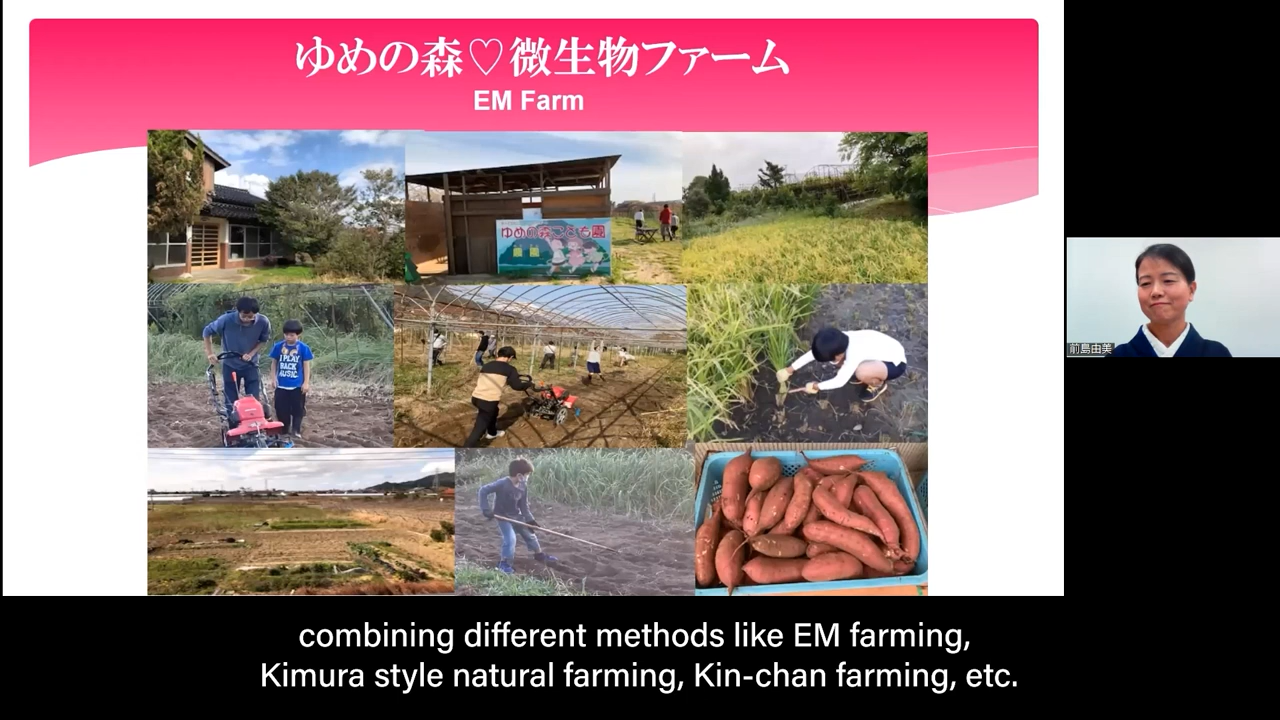 ゆめの森♡微生物ファーム
EM Farm
ゆめの森こども園
I PLAY
BACK
MUSIC
前島由美
combining different methods like EM farming,
Kimura style natural farming, Kin-chan farming, etc.